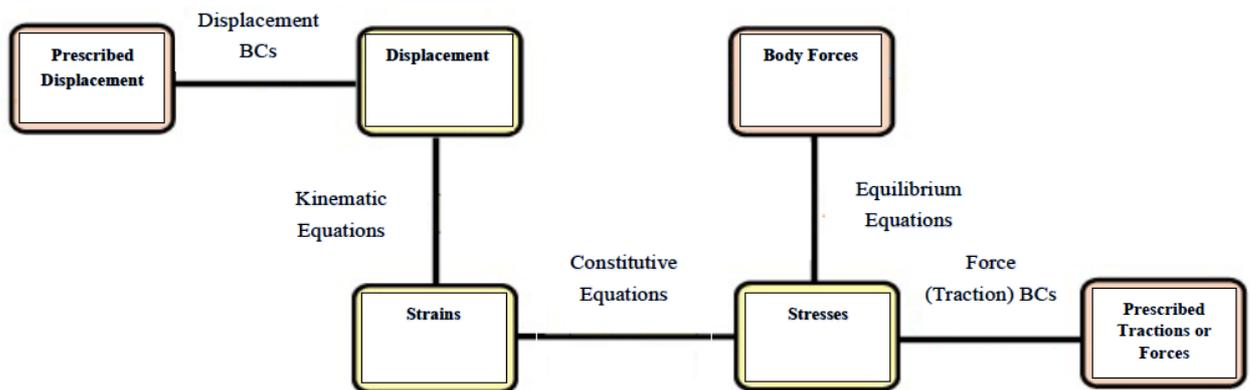 Displacement
BCs
Prescribed
Displacement
Displacement
Body Forces
Kinematic
Equations
Equilibrium
Equations
Constitutive
Equations
Force
(Traction) BCs
Strains
Stresses
Prescribed
Tractions or
Forces